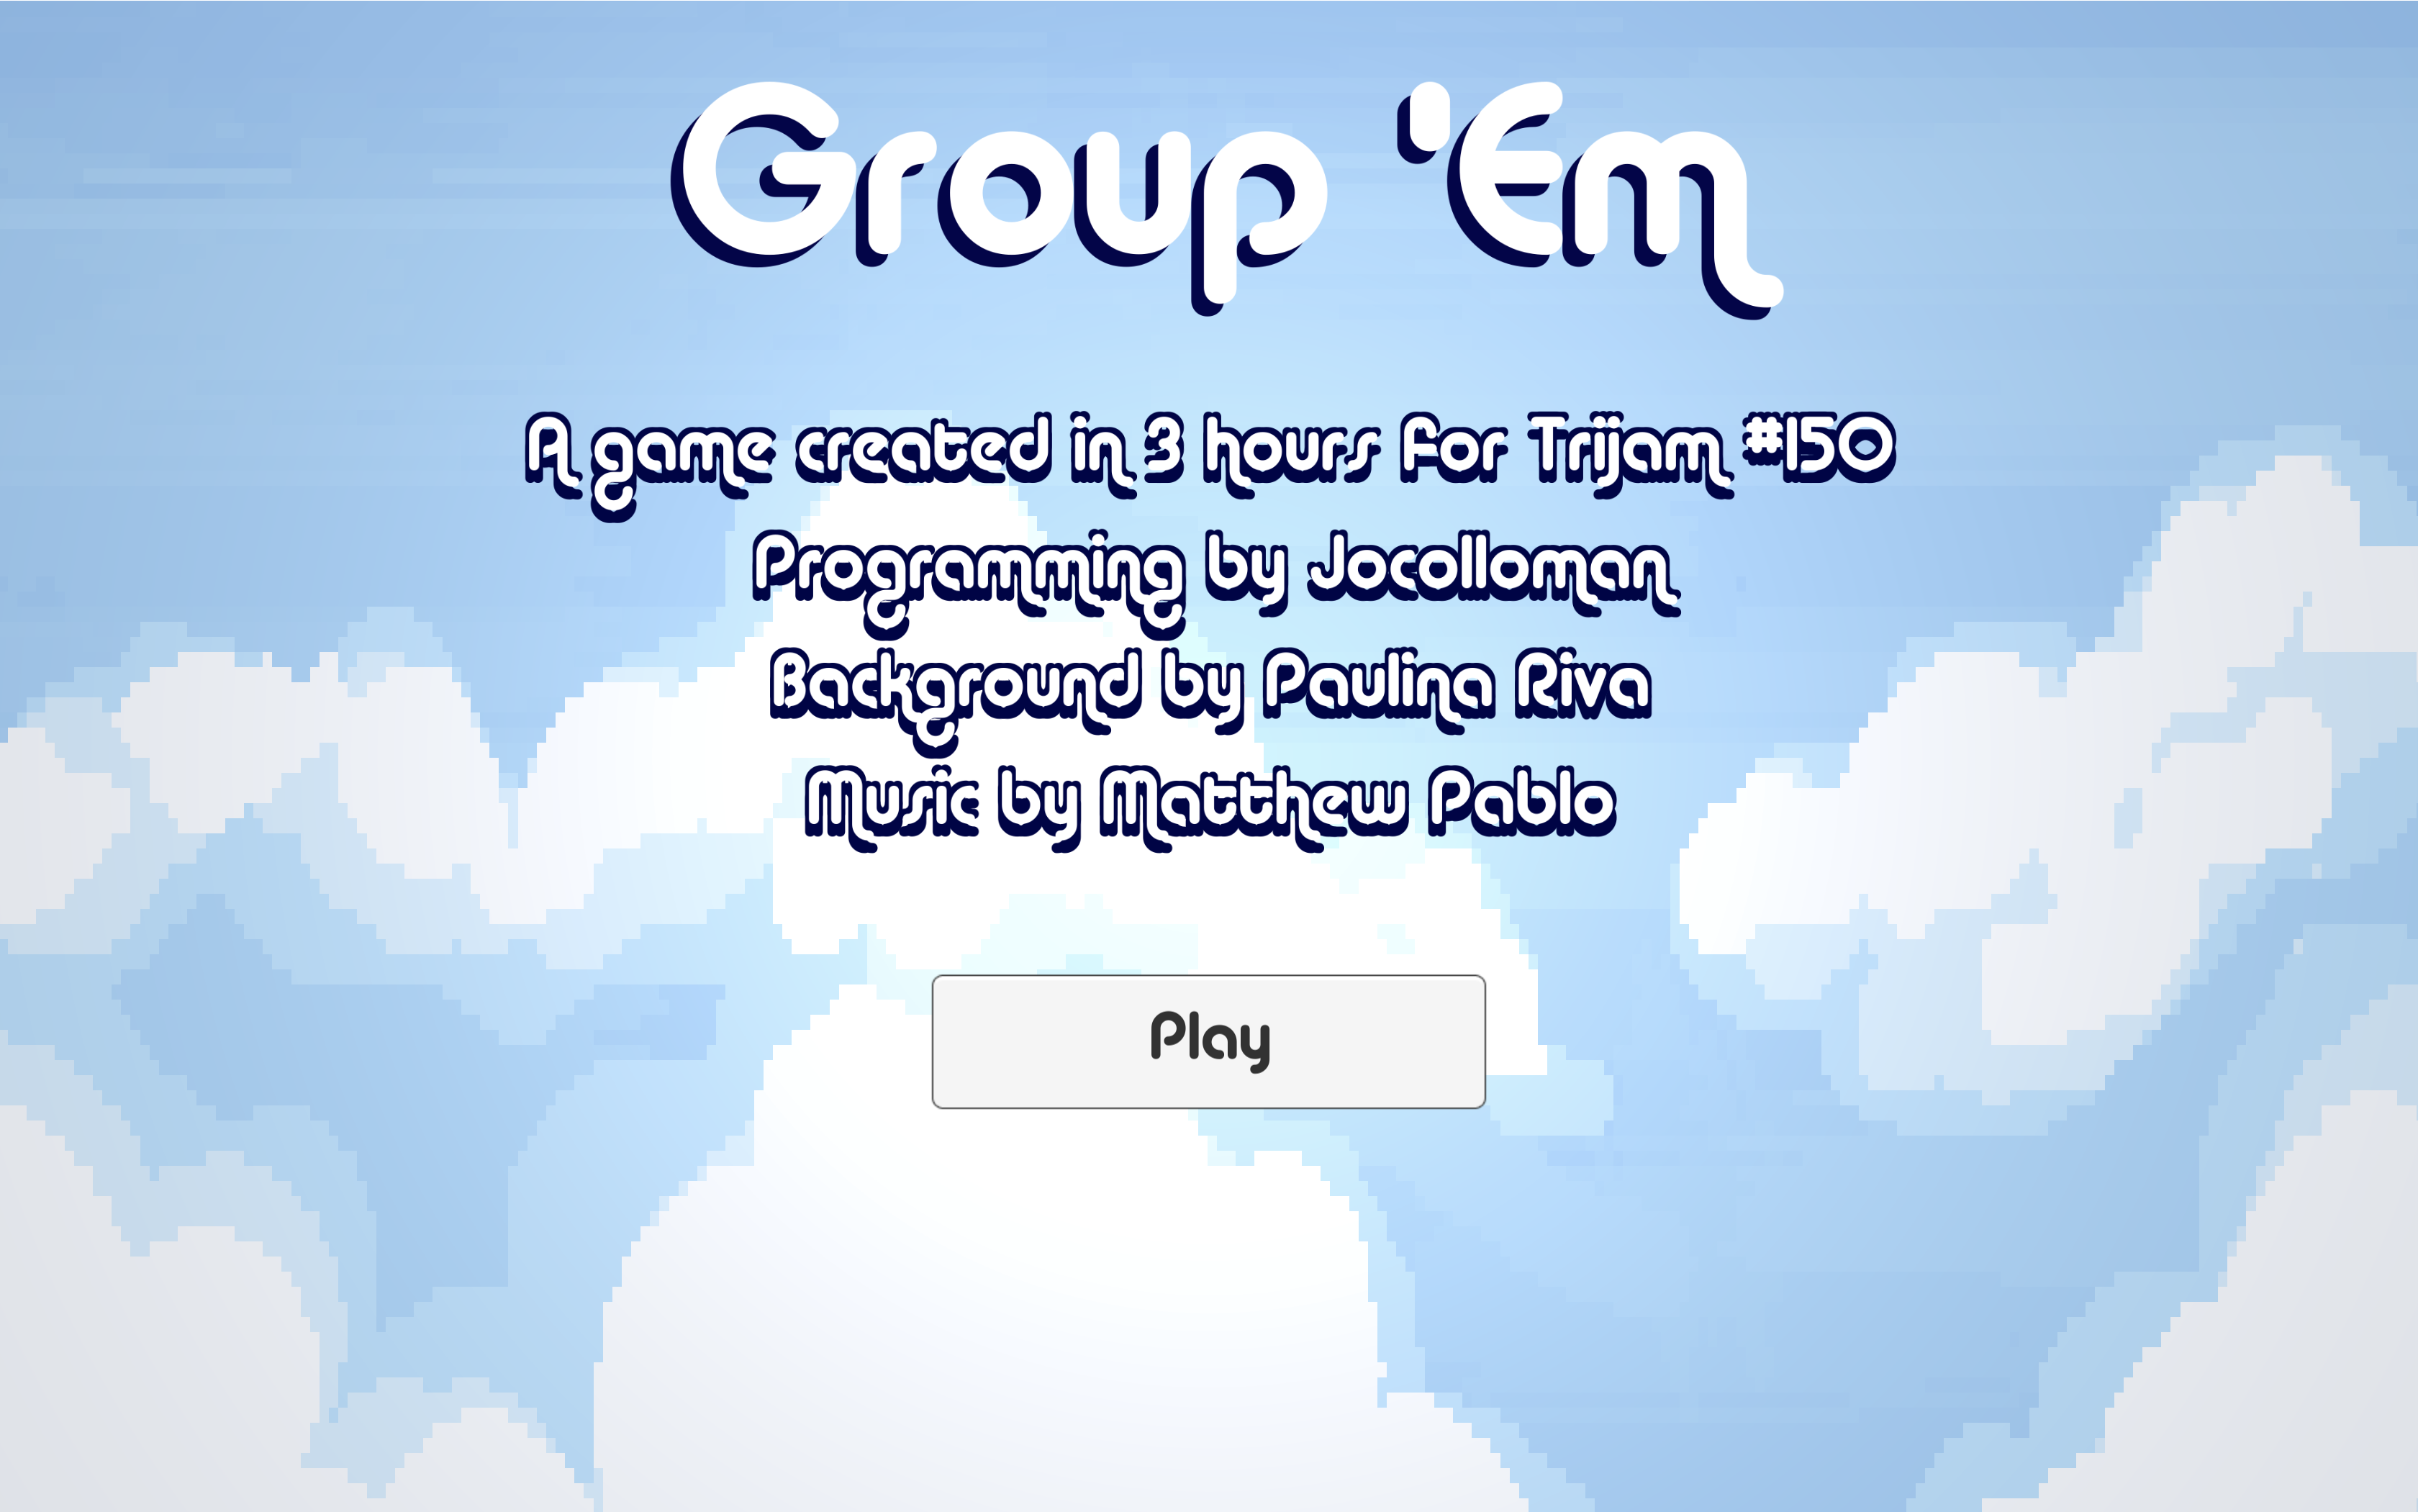 Group 'Em
A game created in 3 hours for Trijam #150
Programming by Jocolloman
Background by Paulina Riva
Music by Matthew Pablo
Play